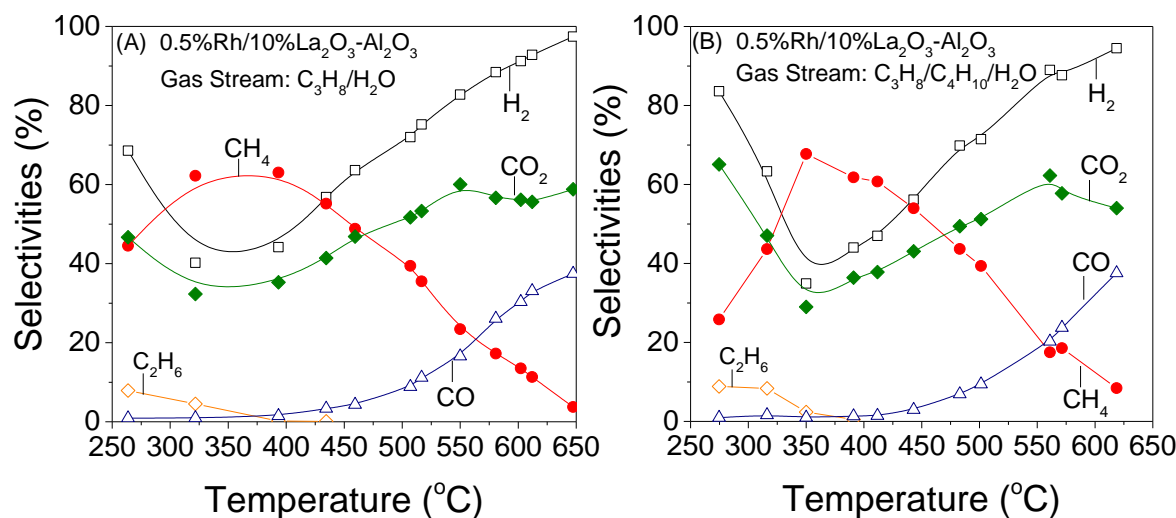 (A) 0.5%Rh/10%La₂O₃-Al₂O₃
Gas Stream: C₃H₈/H₂O
H₂
CH₄
CO₂
C₂H₆
CO
Selectivities (%)
100
80
60
40
20
0
250 300 350 400 450 500 550 600 650
Temperature (°C)
(B) 0.5%Rh/10%La₂O₃-Al₂O₃
Gas Stream: C₃H₈/C₄H₁₀/H₂O
H₂
CO₂
CO
C₂H₆
CH₄
Selectivities (%)
100
80
60
40
20
0
250 300 350 400 450 500 550 600 650
Temperature (°C)